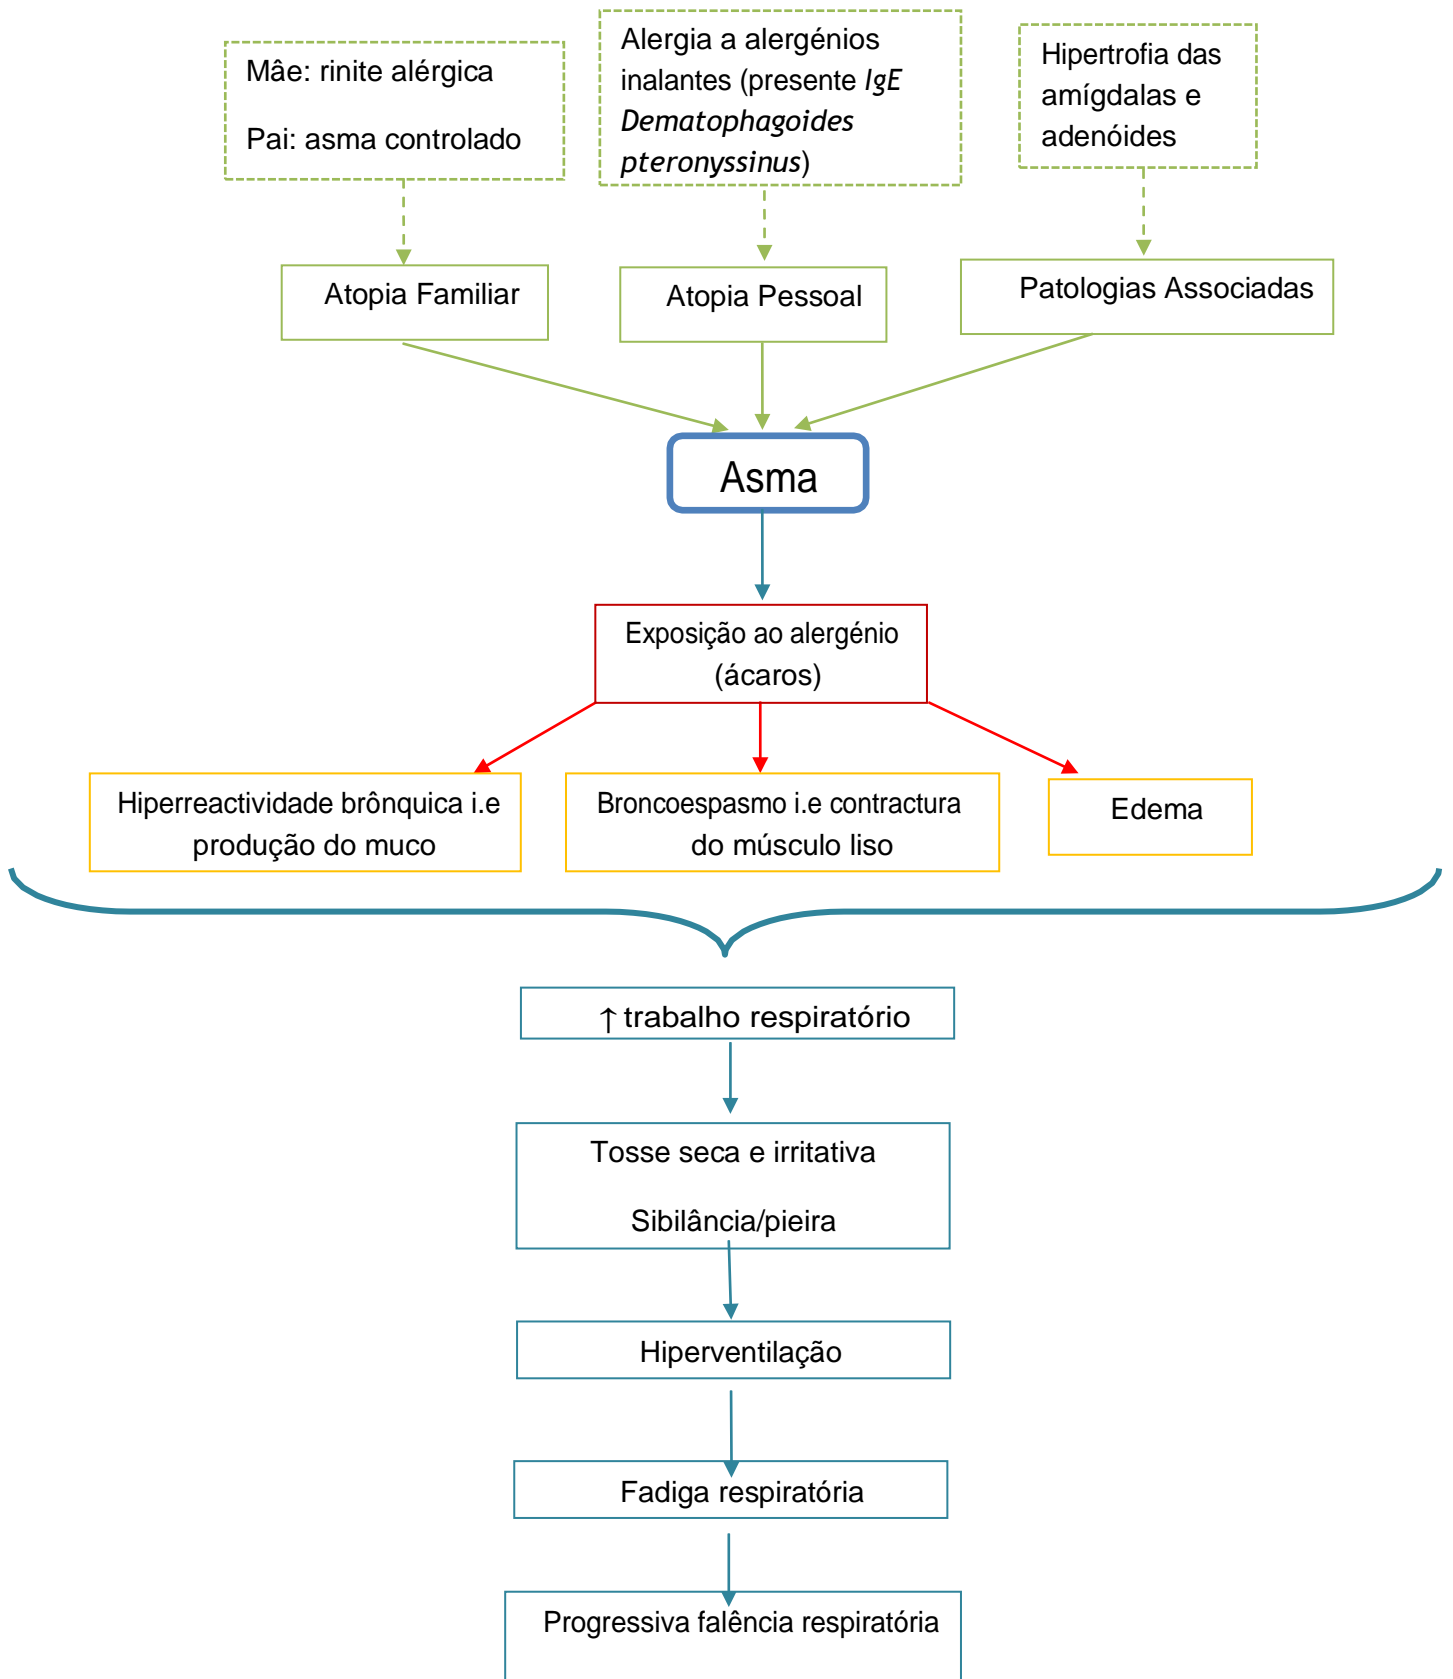 Mâe: rinite alérgica
Pai: asma controlado
Alergia a alergénios
inalantes (presente IgE
Dematophagoides
pteronyssinus)
Hipertrofia das
amígdalas e
adenóides
Atopia Familiar
Atopia Pessoal
Patologias Associadas
Asma
Exposição ao alergénio
(ácaros)
Hiperreactividade brônquica i.e
produção do muco
Broncoespasmo i.e contractura
do músculo liso
Edema
↑ trabalho respiratório
Tosse seca e irritativa
Sibilância/pieira
Hiperventilação
Fadiga respiratória
Progressiva falência respiratória